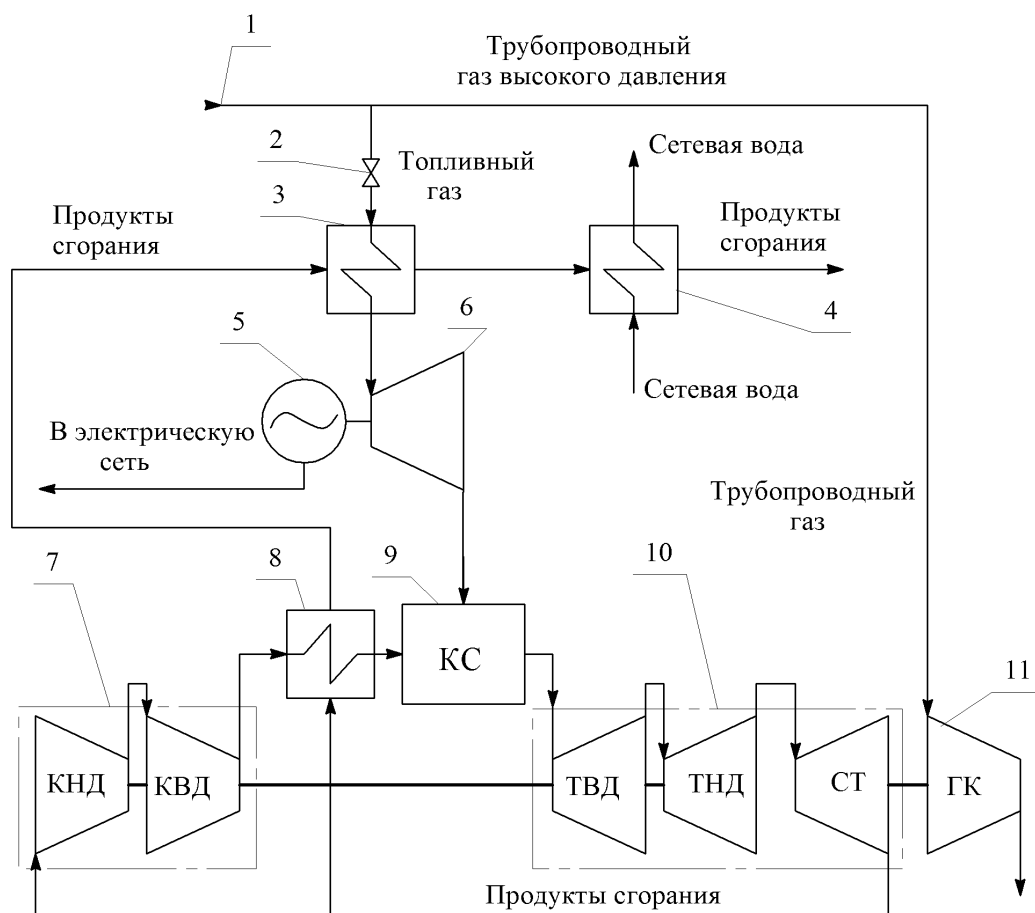 1
Трубопроводный
газ высокого давления
2
Топливный
газ
Сетевая вода
3
Продукты
сгорания
Продукты
сгорания
4
5
6
Сетевая вода
В электрическую
сеть
Трубопроводный
газ
7
8
9
10
КС
11
КНД
КВД
ТВД
ТНД
СТ
ГК
Продукты сгорания